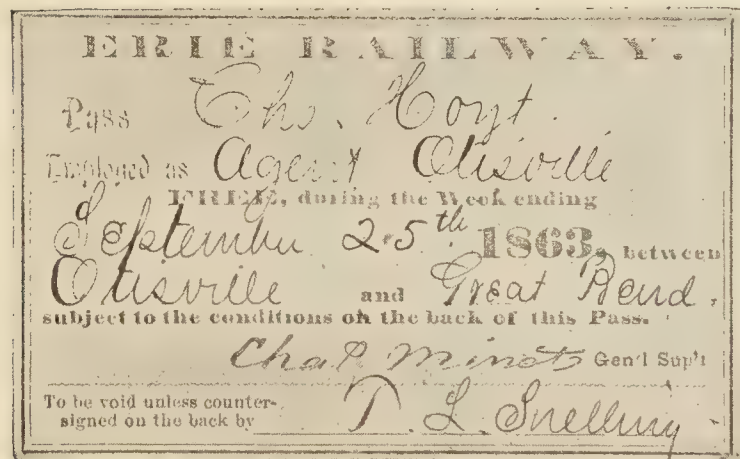 ERIE RAILWAY.
Pass Tho. Hoyt.
Employed as Agent Otisville
FREE, during the Week ending
September 25th 1863, between
Otisville and Great Bend.
subject to the conditions on the back of this Pass.
Chas Minot Gen'l Sup't
To be void unless counter-
signed on the back by T. L. Snelling